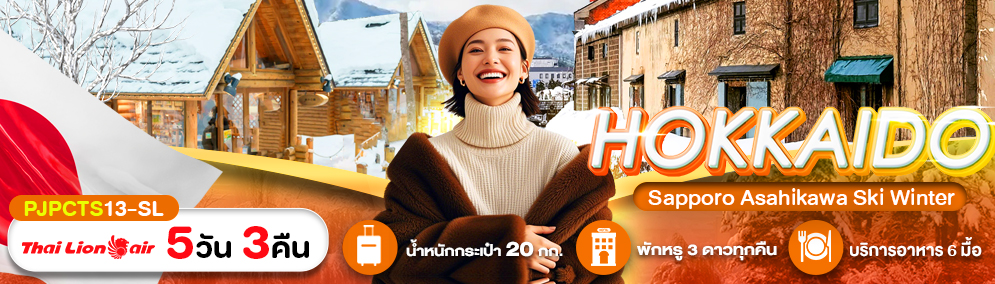 HOKKAIDO
Sapporo Asahikawa Ski Winter
PJPCTS13-SL
Thai Lion air 5วัน 3คืน
น้ำหนักกระเป๋า 20 กก.
พักหรู 3 ดาวทุกคืน
บริการอาหาร 6 มื้อ